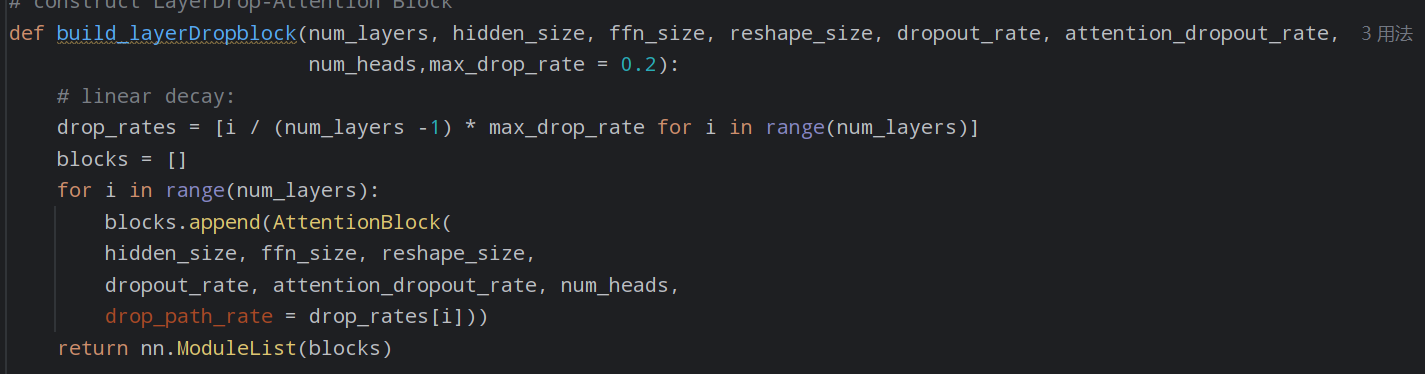 # construct LayerDrop-Attention Block
def build_layerDropblock(num_layers, hidden_size, ffn_size, reshape_size, dropout_rate, attention_dropout_rate, 3 用法
num_heads,max_drop_rate = 0.2):
# linear decay:
drop_rates = [i / (num_layers -1) * max_drop_rate for i in range(num_layers)]
blocks = []
for i in range(num_layers):
blocks.append(AttentionBlock(
hidden_size, ffn_size, reshape_size,
dropout_rate, attention_dropout_rate, num_heads,
drop_path_rate = drop_rates[i]))
return nn.ModuleList(blocks)